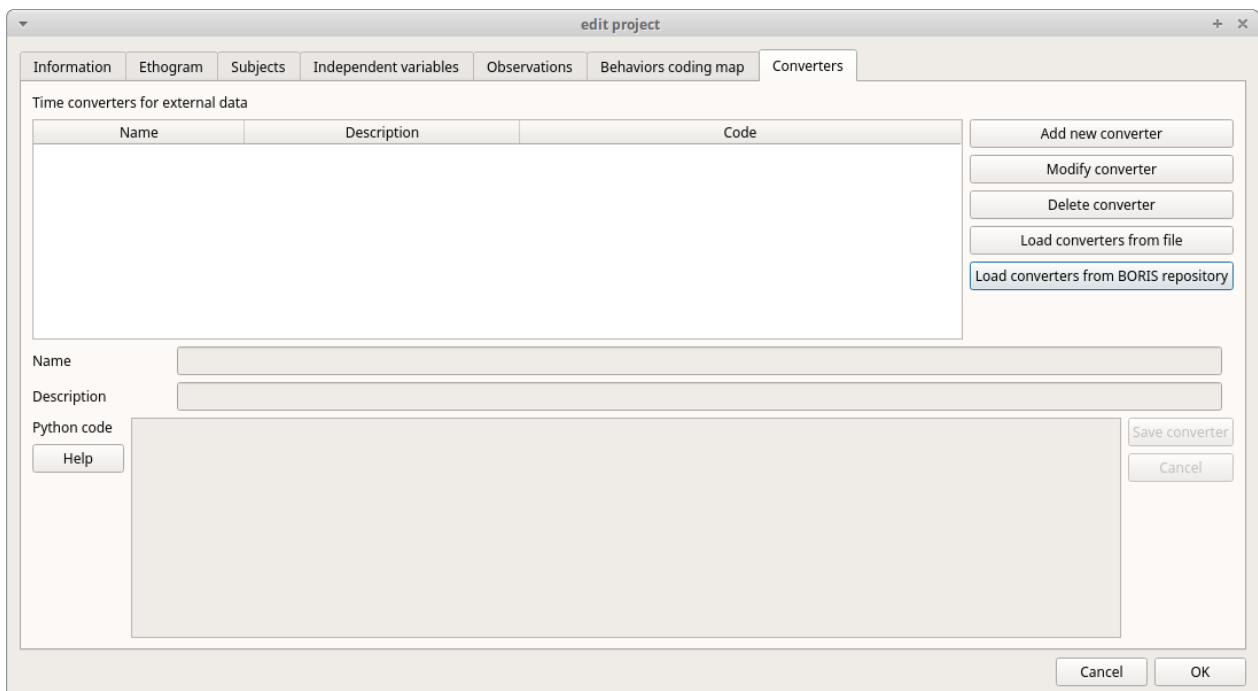 edit project
Information Ethogram Subjects Independent variables Observations Behaviors coding map Converters
Time converters for external data
Name Description Code
Add new converter
Modify converter
Delete converter
Load converters from file
Load converters from BORIS repository
Name
Description
Python code
Save converter
Help
Cancel
Cancel OK